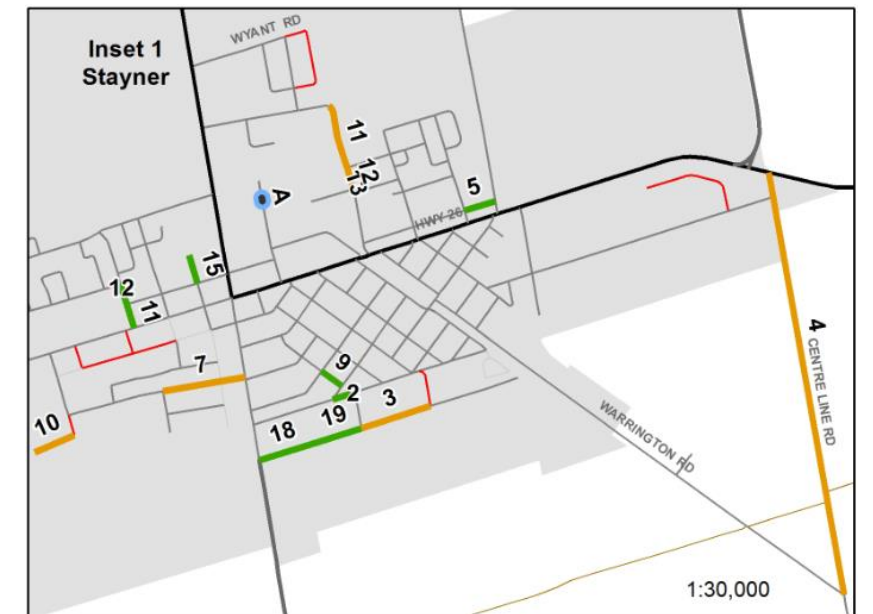 Inset 1
Stayner
WYANT RD
11
12
13
A
5
HWY 26
15
12
11
7
10
9
2
3
19
18
4
CENTRE LINE RD
WARRINGTON RD
1:30,000